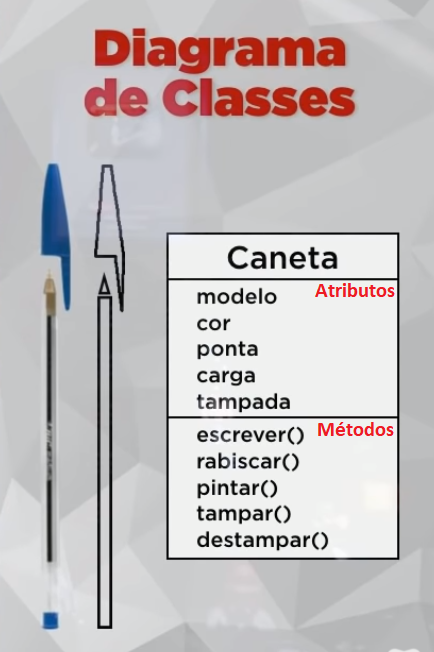 Diagrama
de Classes
Caneta
modelo Atributos
cor
ponta
carga
tampada
escrever() Métodos
rabiscar()
pintar()
tampar()
destampar()